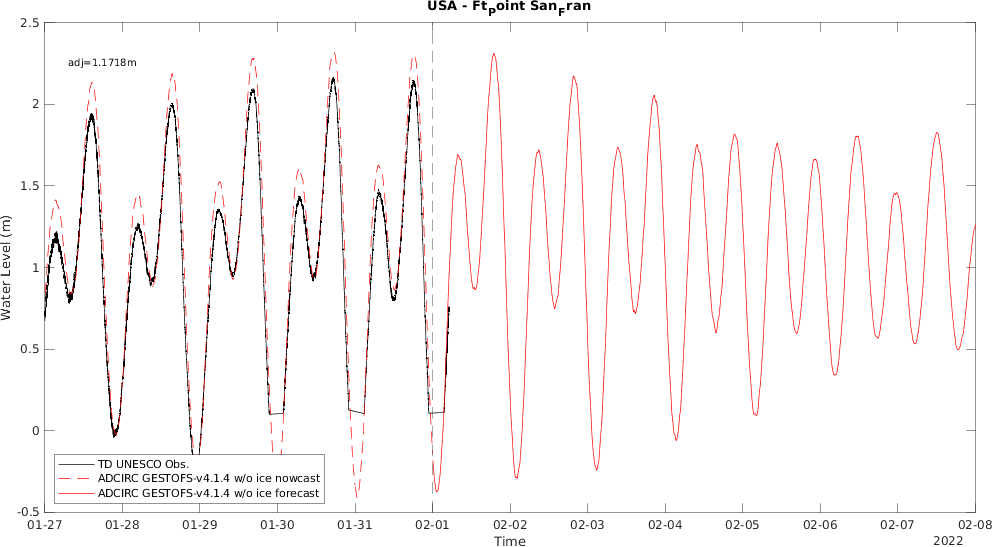 USA - FtPoint SanFran
adj=1.1718m
2.5
2
1.5
1
0.5
0
-0.5
Water Level (m)
TD UNESCO Obs.
ADCIRC GESTOFS-v4.1.4 w/o ice nowcast
ADCIRC GESTOFS-v4.1.4 w/o ice forecast
01-27 01-28 01-29 01-30 01-31 02-01 02-02 02-03 02-04 02-05 02-06 02-07 02-08
Time
2022